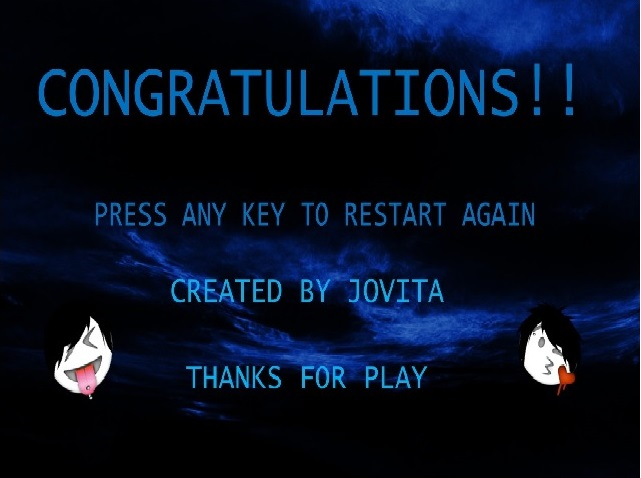 CONGRATULATIONS!!
PRESS ANY KEY TO RESTART AGAIN
CREATED BY JOVITA
THANKS FOR PLAY